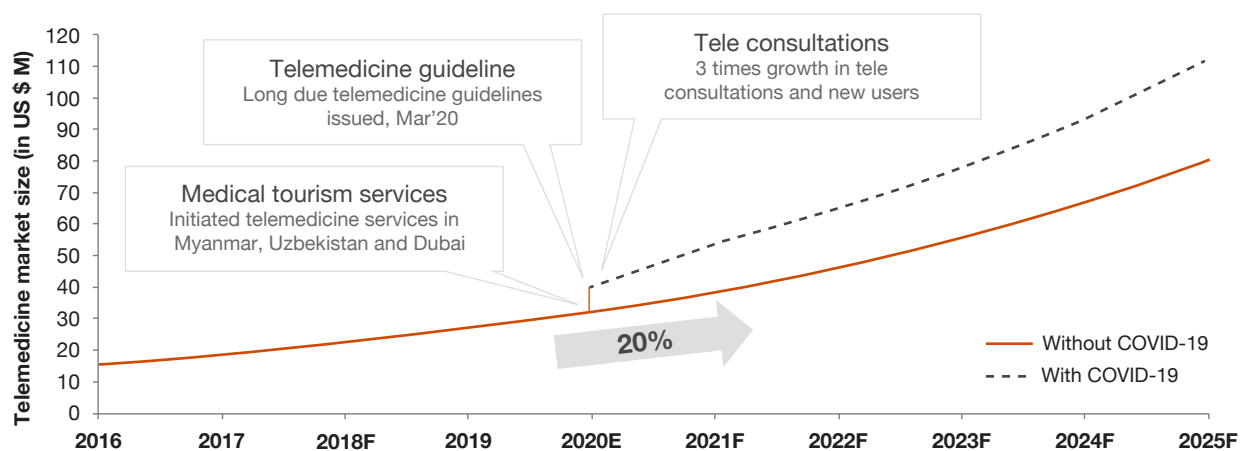 Telemedicine market size (in US $ M)
120
110
100
90
80
70
60
50
40
30
20
10
0
Telemedicine guideline
Long due telemedicine guidelines
issued, Mar'20
Tele consultations
3 times growth in tele
consultations and new users
Medical tourism services
Initiated telemedicine services in
Myanmar, Uzbekistan and Dubai
20%
Without COVID-19
With COVID-19
2016
2017
2018F
2019
2020E
2021F
2022F
2023F
2024F
2025F